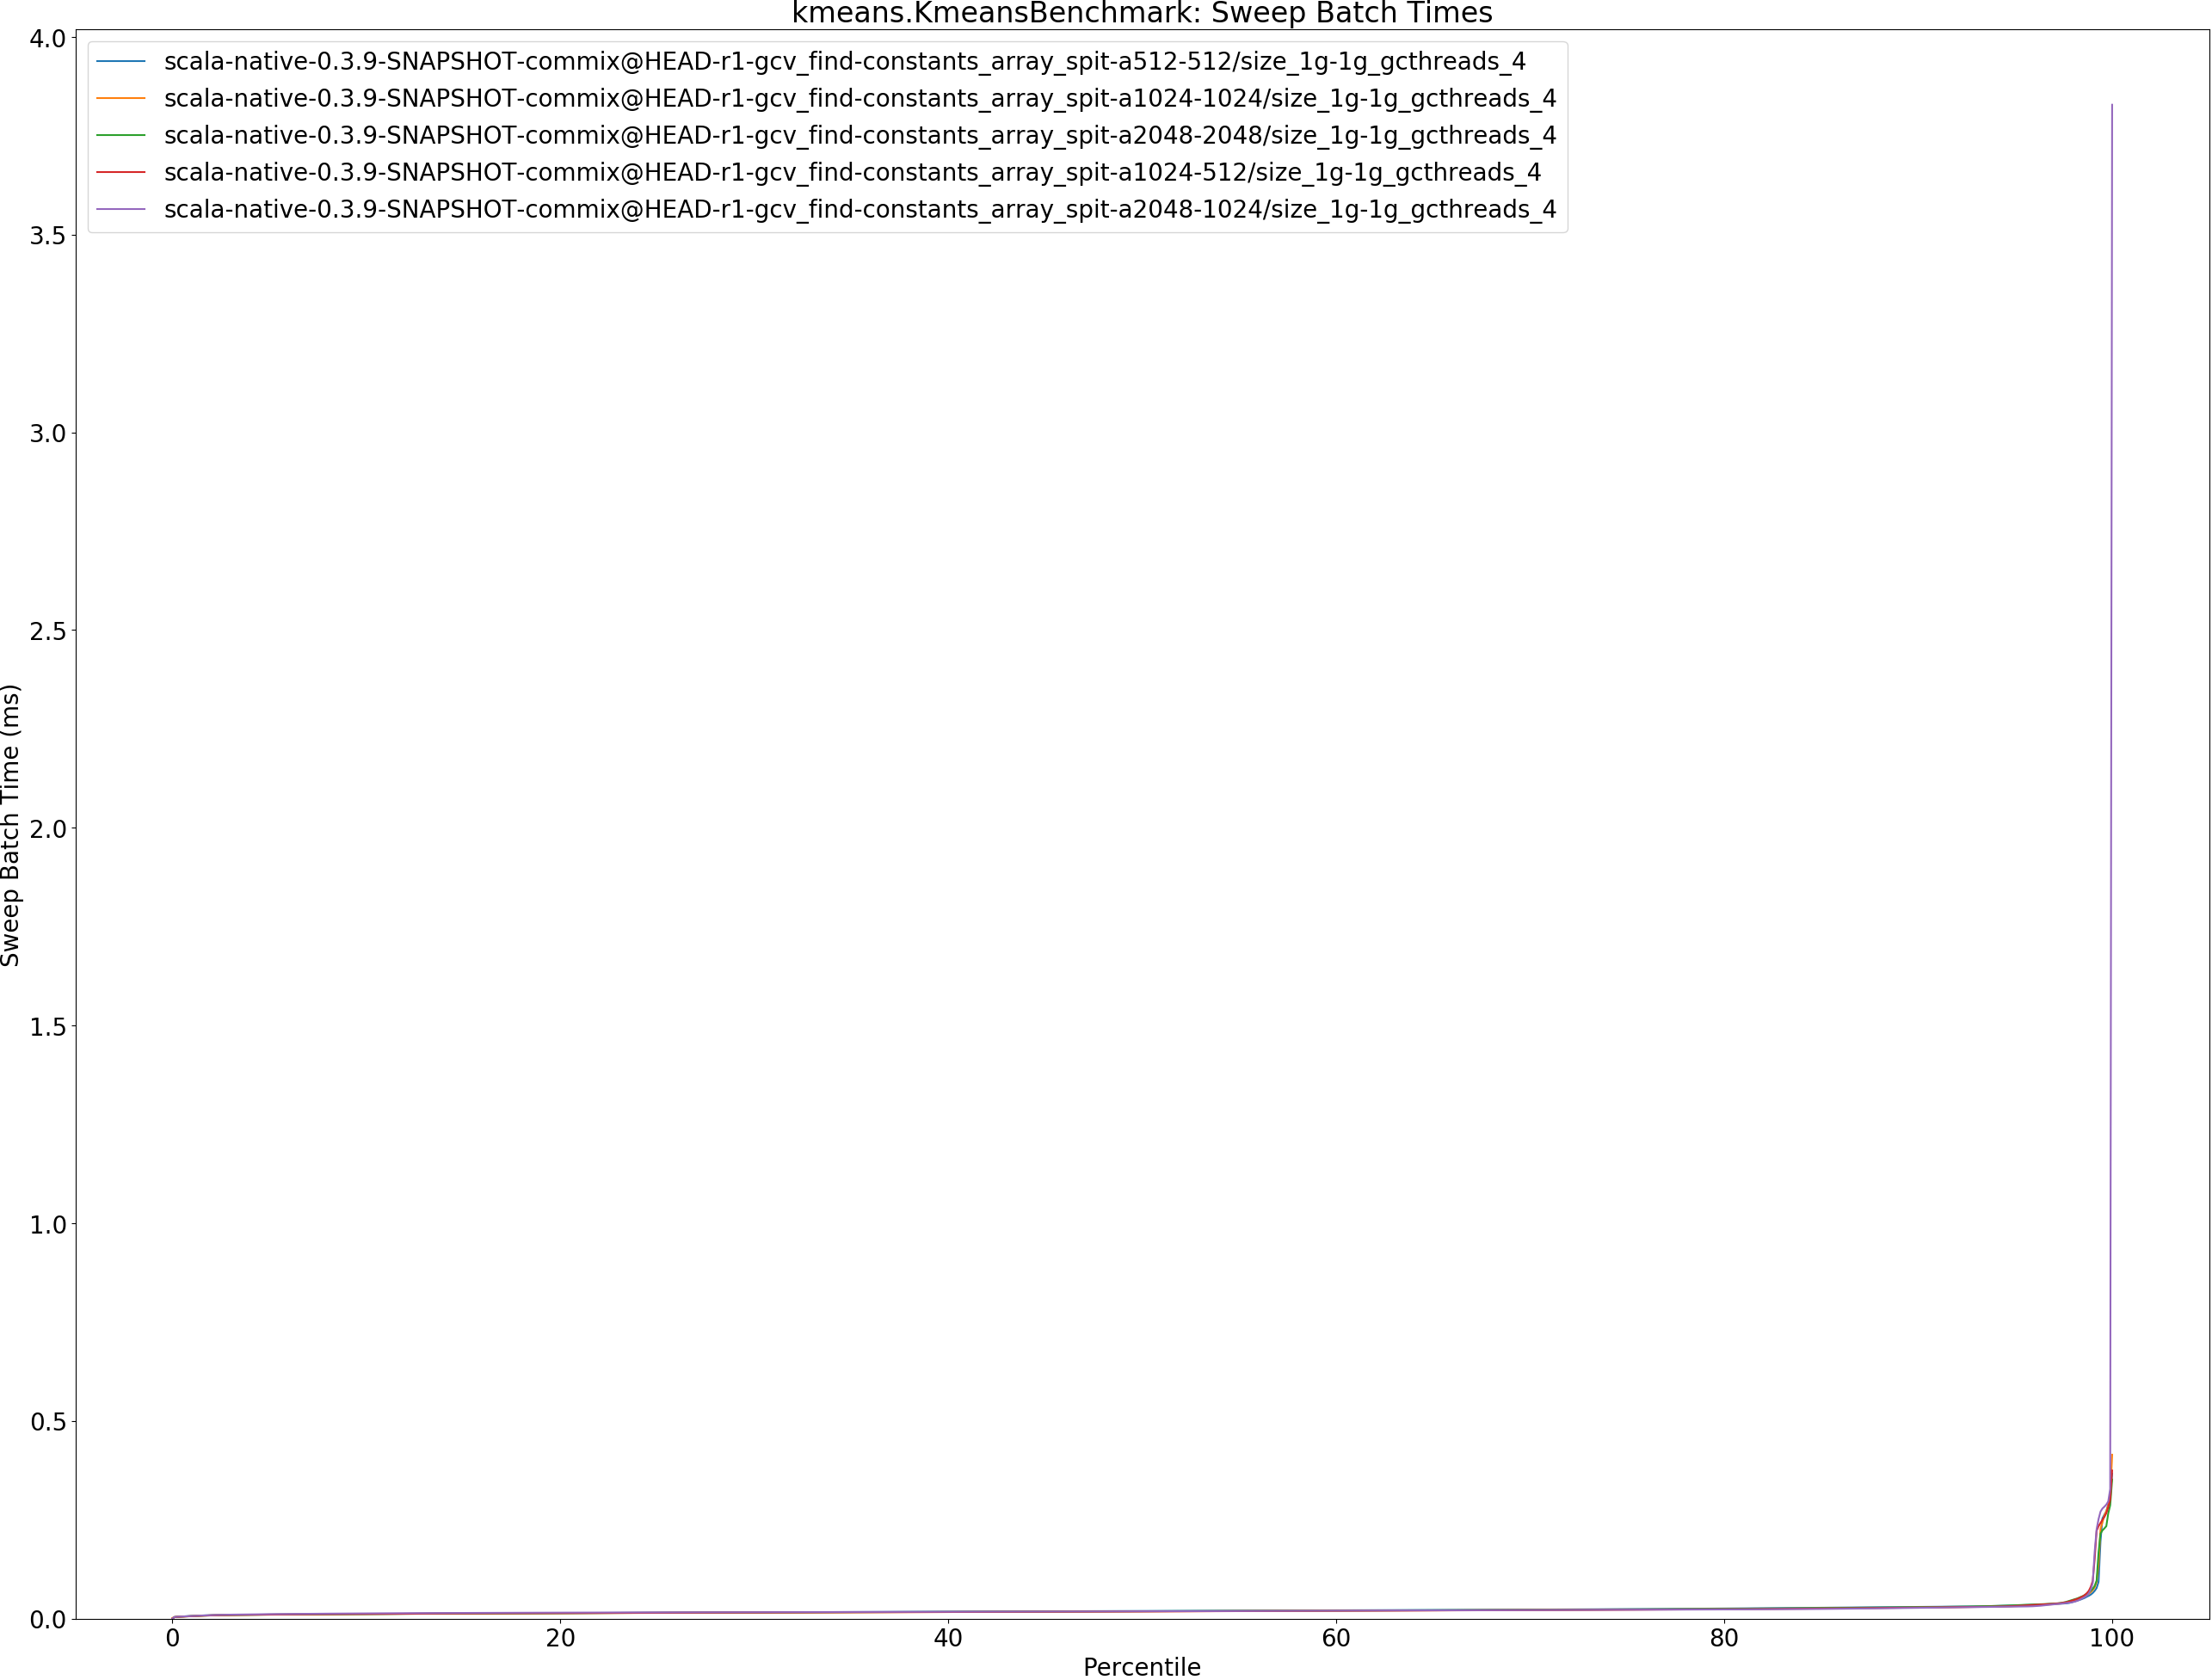 kmeans.KmeansBenchmark: Sweep Batch Times
4.0
scala-native-0.3.9-SNAPSHOT-commix@HEAD-r1-gcv_find-constants_array_spit-a512-512/size_1g-1g_gcthreads_4
scala-native-0.3.9-SNAPSHOT-commix@HEAD-r1-gcv_find-constants_array_spit-a1024-1024/size_1g-1g_gcthreads_4
scala-native-0.3.9-SNAPSHOT-commix@HEAD-r1-gcv_find-constants_array_spit-a2048-2048/size_1g-1g_gcthreads_4
scala-native-0.3.9-SNAPSHOT-commix@HEAD-r1-gcv_find-constants_array_spit-a1024-512/size_1g-1g_gcthreads_4
scala-native-0.3.9-SNAPSHOT-commix@HEAD-r1-gcv_find-constants_array_spit-a2048-1024/size_1g-1g_gcthreads_4
3.5
3.0
2.5
2.0
1.5
1.0
0.5
0.0
Sweep Batch Time (ms)
0 20 40 60 80 100
Percentile